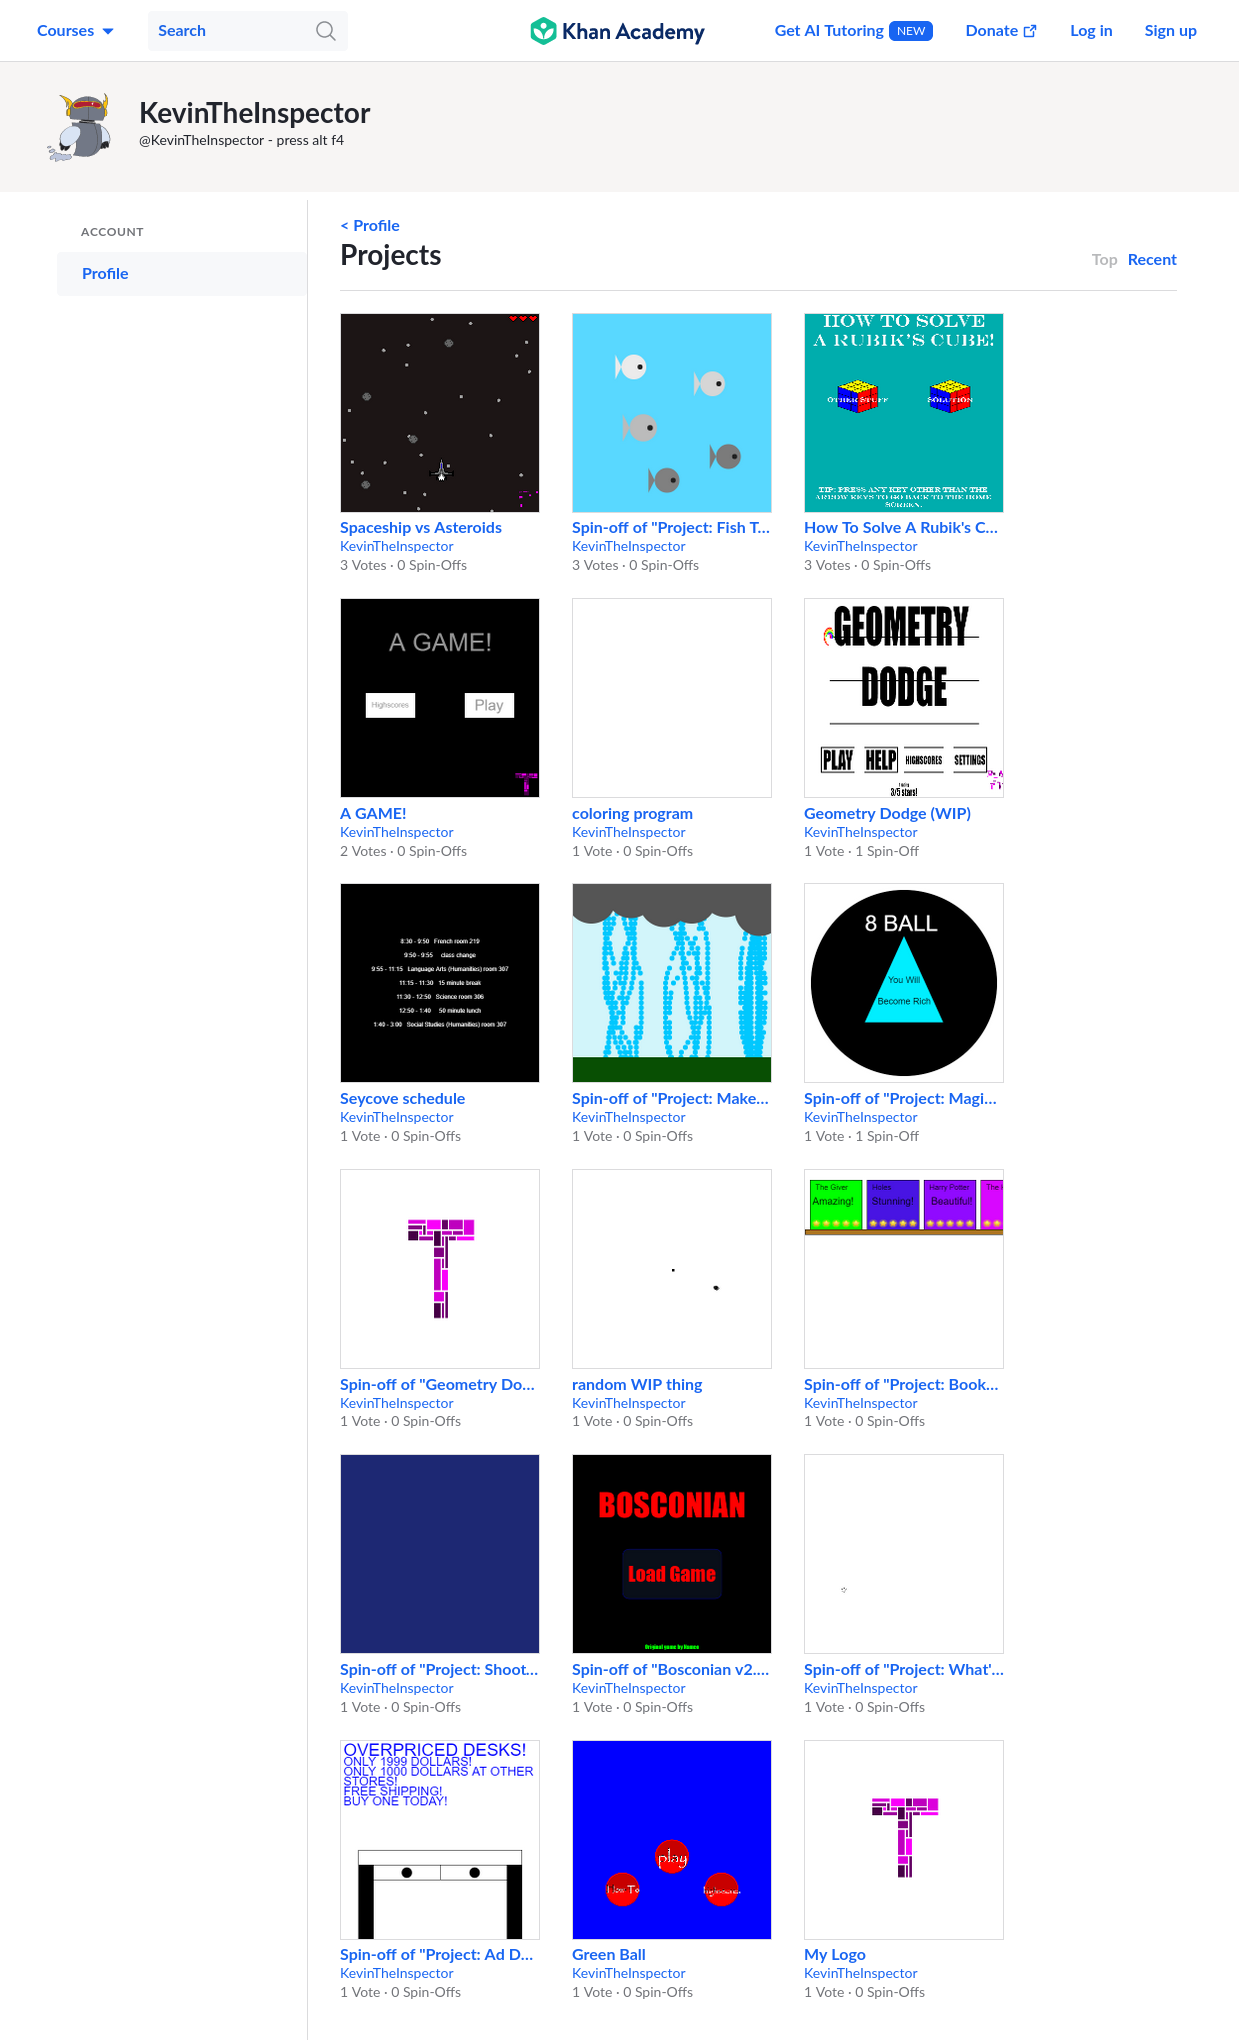 Courses
Search
Khan Academy
Get AI Tutoring NEW
Donate
Log in
Sign up
KevinTheInspector
@KevinTheInspector - press alt f4
ACCOUNT
Profile
< Profile
Projects
Top Recent
Spaceship vs Asteroids
KevinTheInspector
3 Votes · 0 Spin-Offs
Spin-off of "Project: Fish T...
KevinTheInspector
3 Votes · 0 Spin-Offs
HOW TO SOLVE
A RUBIK'S CUBE!
OTHER STUFF
SOLUTION
TIP: PRESS ANY KEY OTHER THAN THE
ARROW KEYS TO GO BACK TO THE HOME
SCREEN.
How To Solve A Rubik's C...
KevinTheInspector
3 Votes · 0 Spin-Offs
A GAME!
Highscores
Play
A GAME!
KevinTheInspector
2 Votes · 0 Spin-Offs
coloring program
KevinTheInspector
1 Vote · 0 Spin-Offs
GEOMETRY
DODGE
PLAY
HELP
HIGHSCORES
SETTINGS
3/5 stars!
Geometry Dodge (WIP)
KevinTheInspector
1 Vote · 1 Spin-Off
8:30 - 9:50 French room 219
9:50 - 9:55 class change
9:55 - 11:15 Language Arts (Humanities) room 307
11:15 - 11:30 15 minute break
11:30 - 12:50 Science room 306
12:50 - 1:40 50 minute lunch
1:40 - 3:00 Social Studies (Humanities) room 307
Seycove schedule
KevinTheInspector
1 Vote · 0 Spin-Offs
Spin-off of "Project: Make...
KevinTheInspector
1 Vote · 0 Spin-Offs
8 BALL
You Will
Become Rich
Spin-off of "Project: Magi...
KevinTheInspector
1 Vote · 1 Spin-Off
Spin-off of "Geometry Do...
KevinTheInspector
1 Vote · 0 Spin-Offs
random WIP thing
KevinTheInspector
1 Vote · 0 Spin-Offs
The Giver
Amazing!
Holes
Stunning!
Harry Potter
Beautiful!
The
Spin-off of "Project: Book...
KevinTheInspector
1 Vote · 0 Spin-Offs
Spin-off of "Project: Shoot...
KevinTheInspector
1 Vote · 0 Spin-Offs
BOSCONIAN
Load Game
Original game by Namco
Spin-off of "Bosconian v2....
KevinTheInspector
1 Vote · 0 Spin-Offs
Spin-off of "Project: What'...
KevinTheInspector
1 Vote · 0 Spin-Offs
OVERPRICED DESKS!
ONLY 1999 DOLLARS!
ONLY 1000 DOLLARS AT OTHER
STORES!
FREE SHIPPING!
BUY ONE TODAY!
Spin-off of "Project: Ad D...
KevinTheInspector
1 Vote · 0 Spin-Offs
play
How To
Green Ball
KevinTheInspector
1 Vote · 0 Spin-Offs
T
My Logo
KevinTheInspector
1 Vote · 0 Spin-Offs